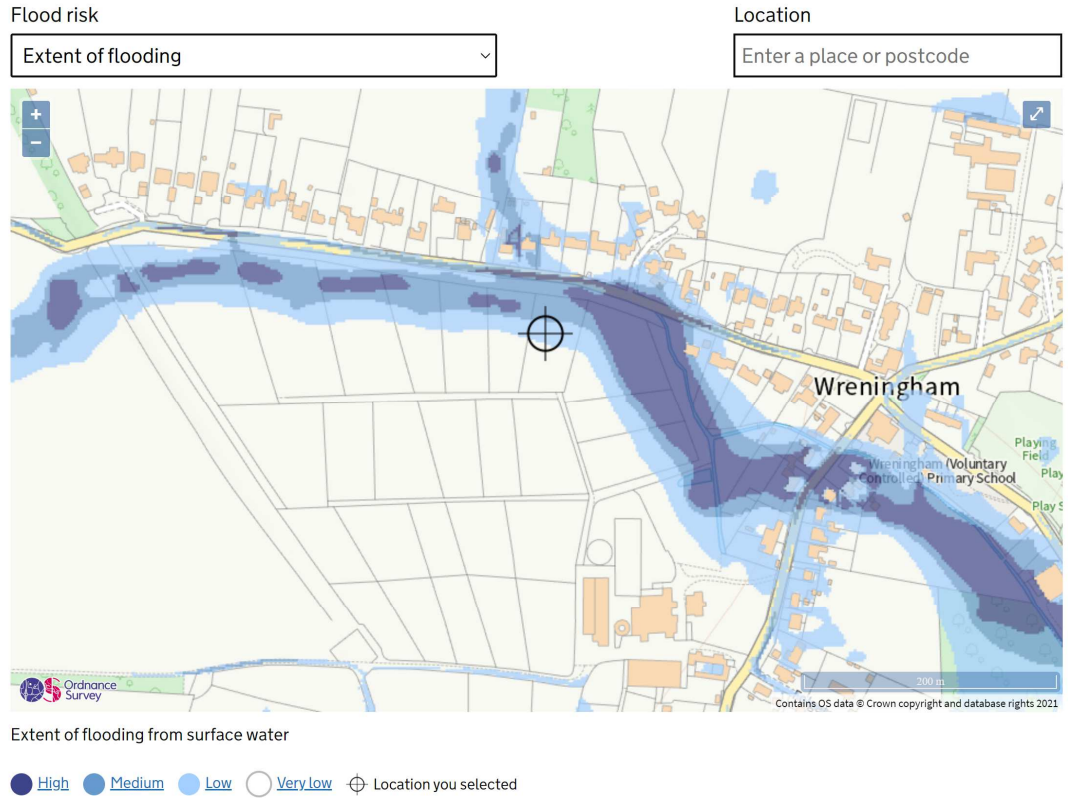 Flood risk
Location
Extent of flooding
Enter a place or postcode
+
−
Wreningham
Playing
Field
Play
Wreningham (Voluntary
Controlled) Primary School
Play S
200 m
Ordnance
Survey
Contains OS data © Crown copyright and database rights 2021
Extent of flooding from surface water
High
Medium
Low
Very low
Location you selected